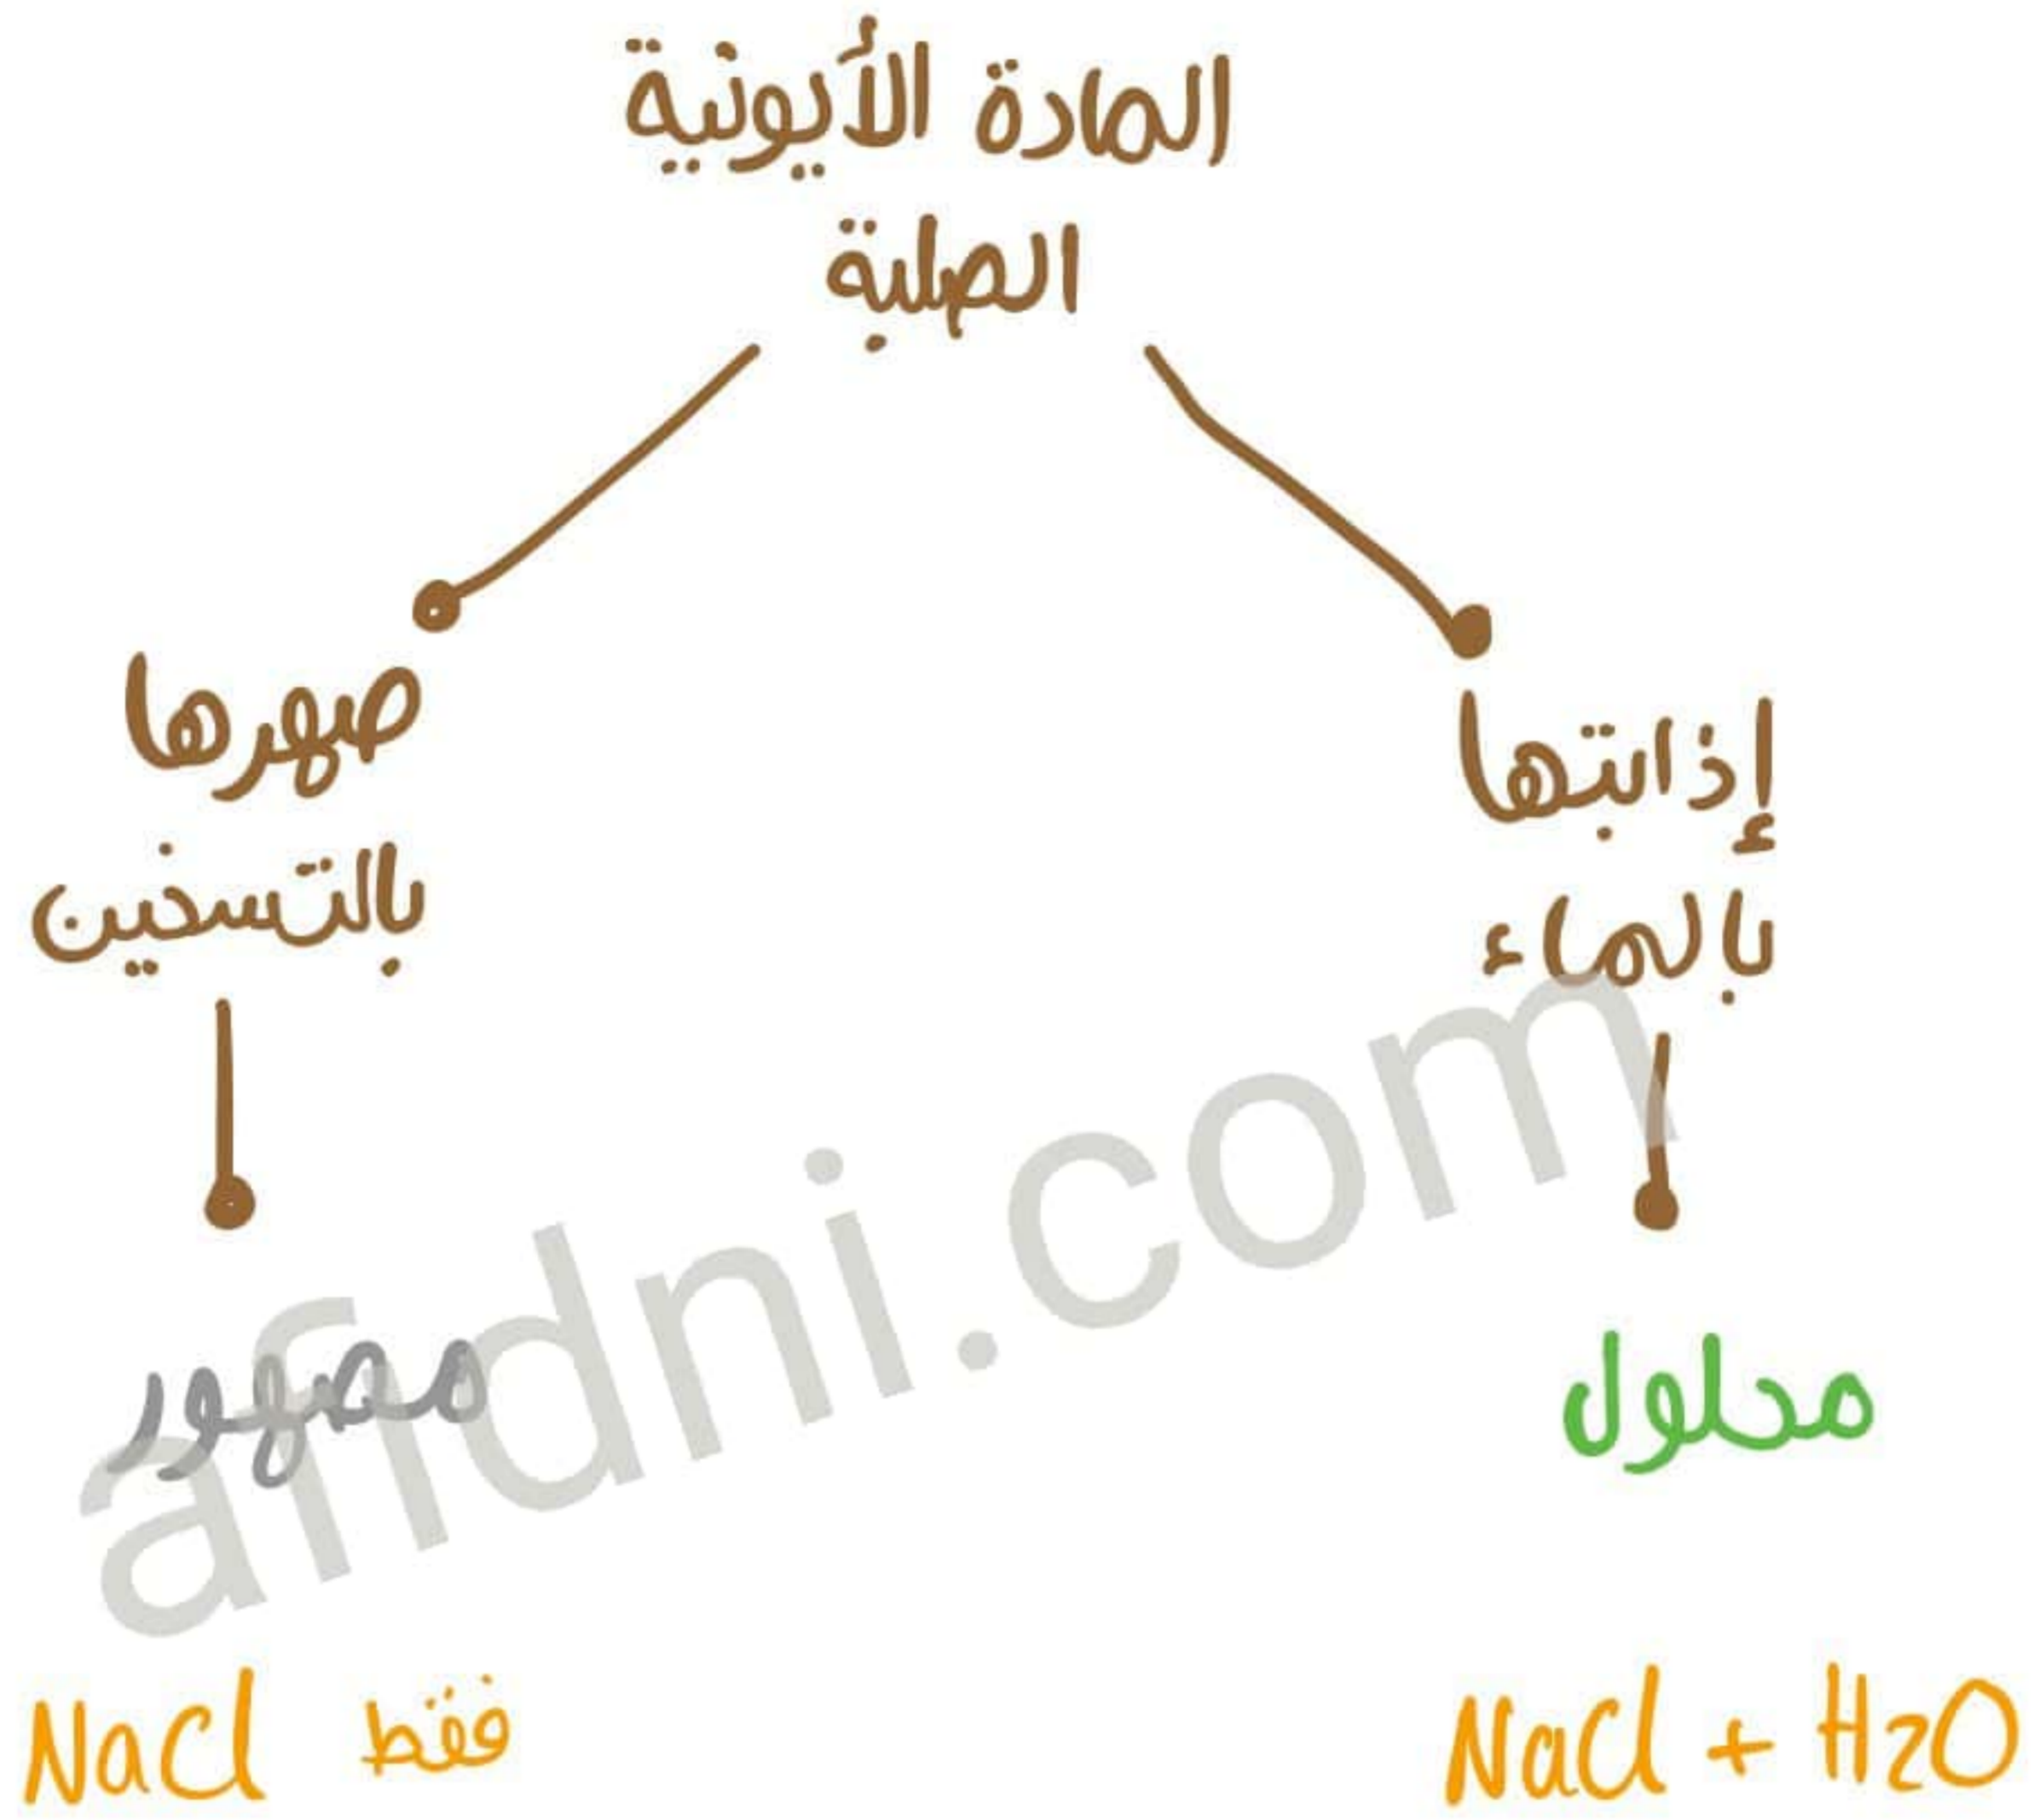 المادة الأيونية
الصلبة
إذابتها
بالماء
محلول
NaCl + H2O
صهرها
بالتسخين
مصهور
NaCl فقط
afidni.com